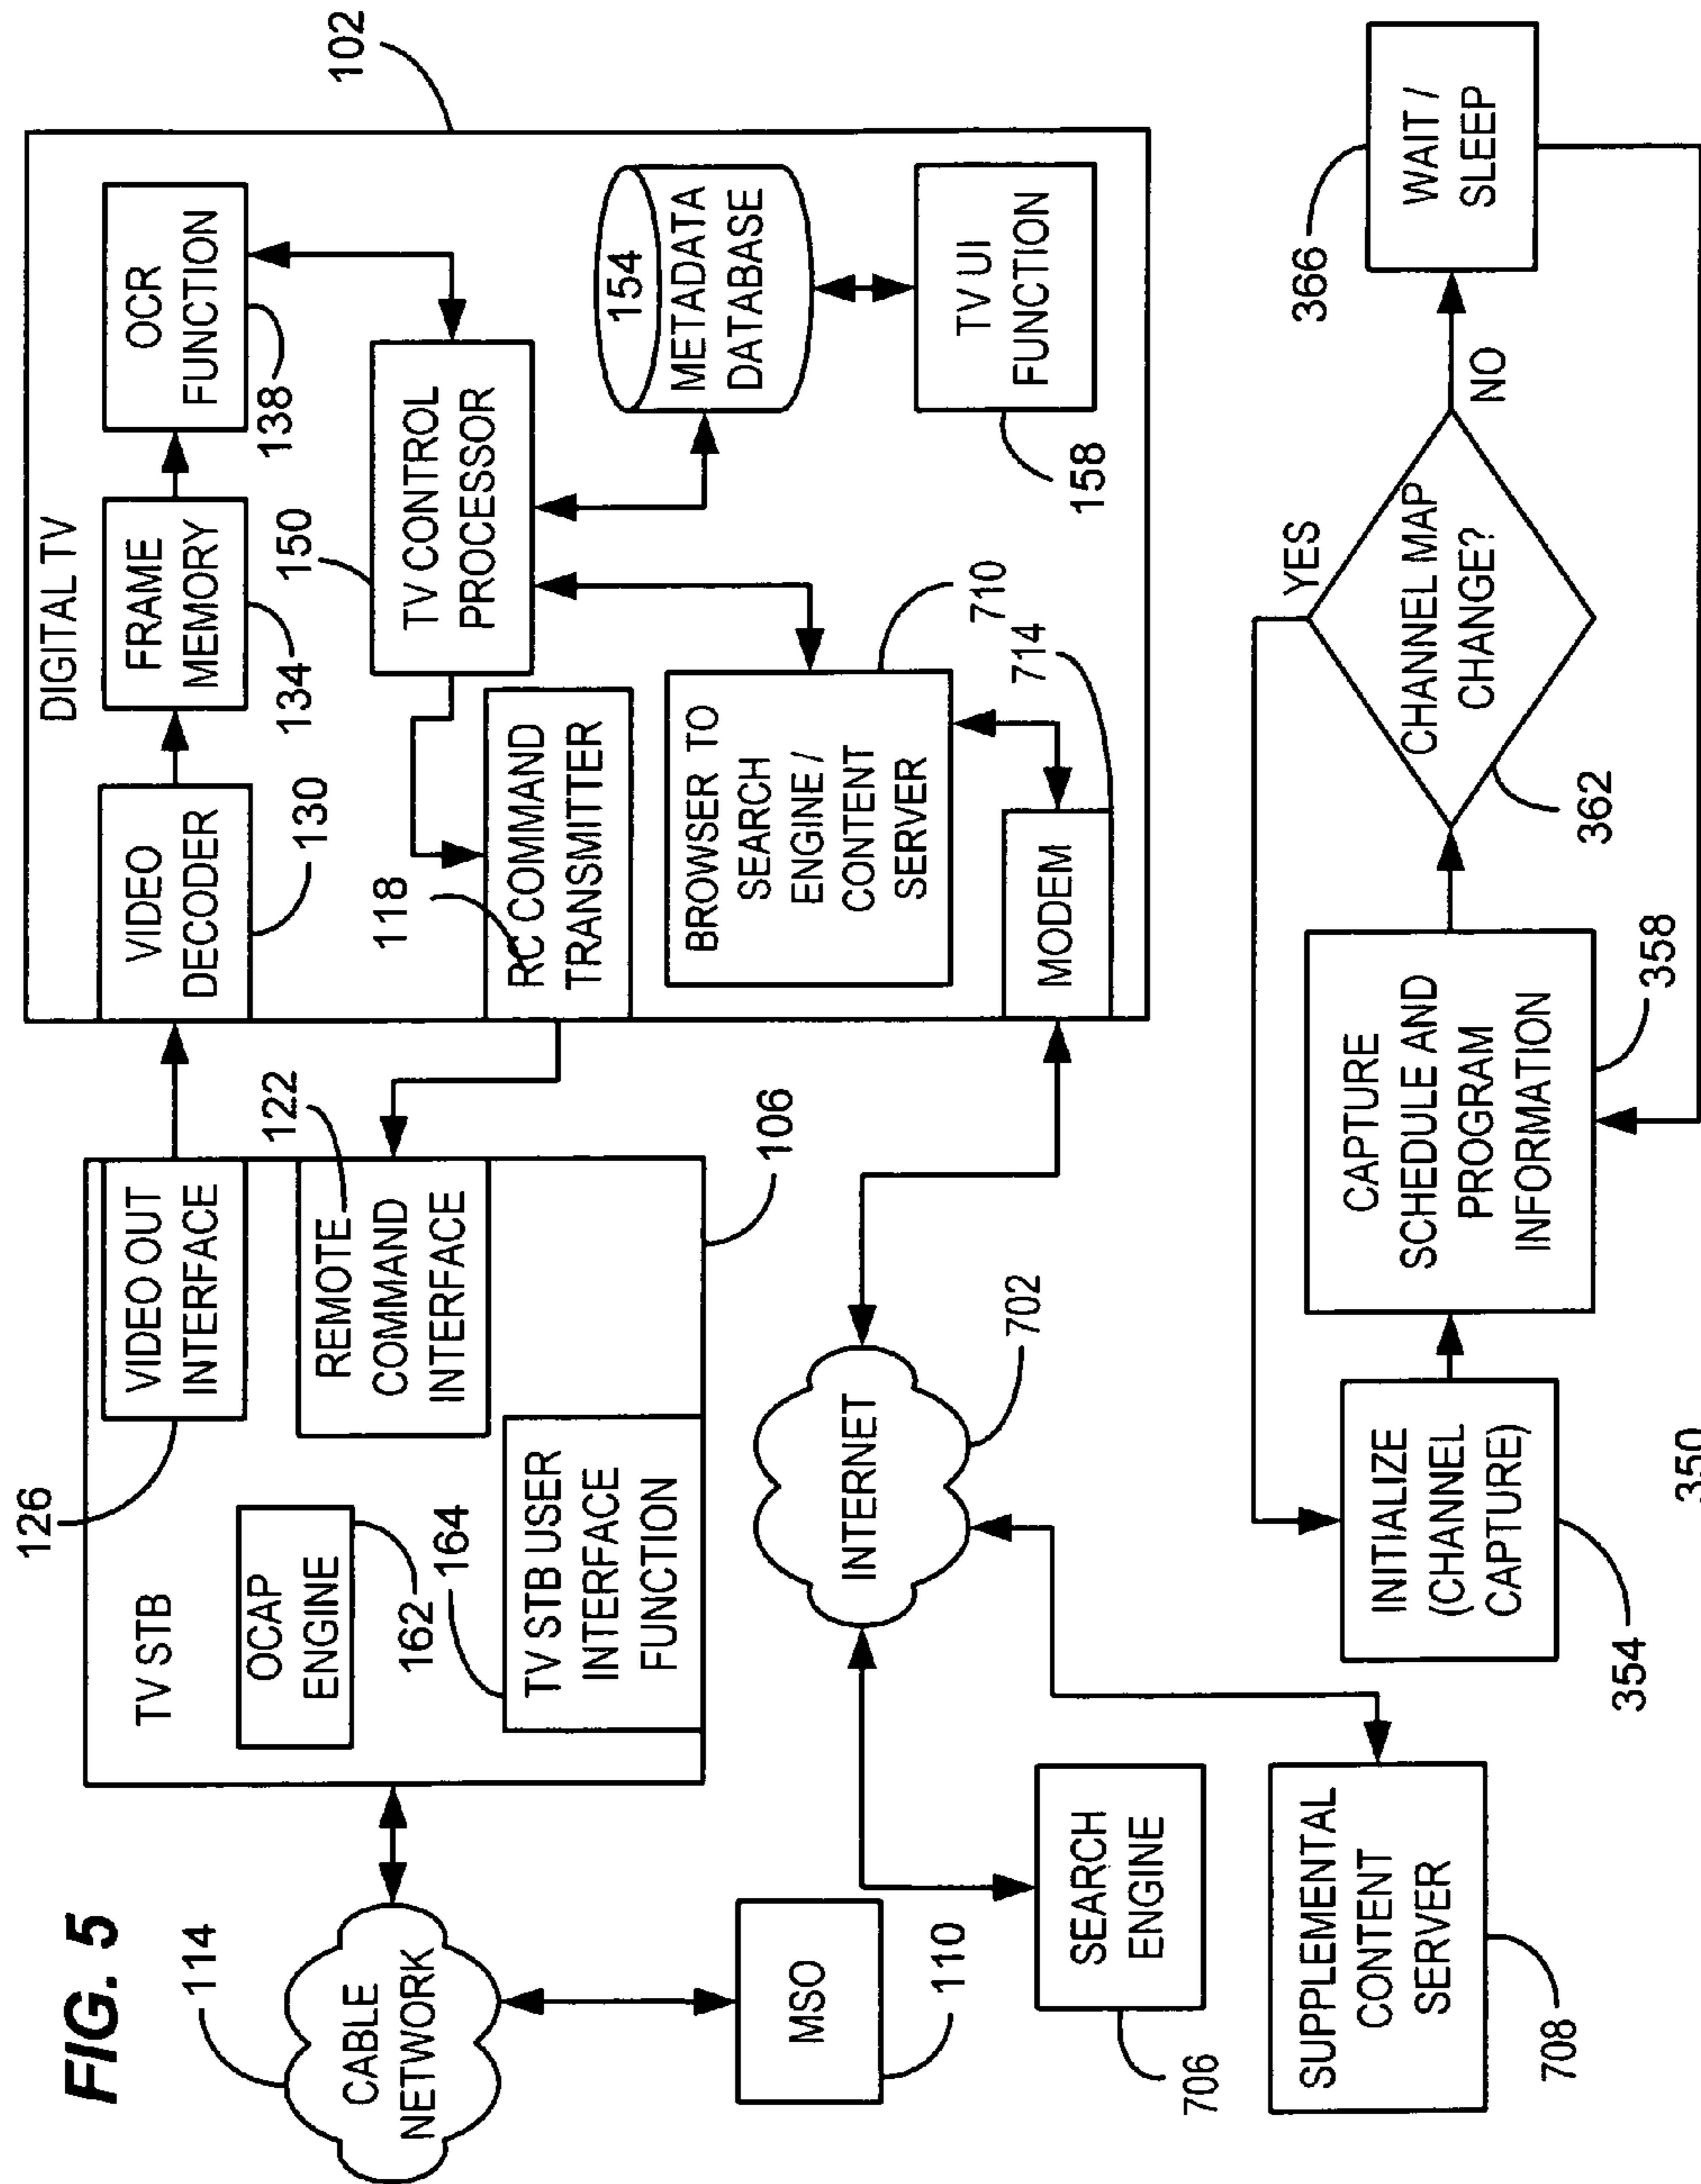 FIG. 5
114
CABLE
NETWORK
MSO
110
126
TV STB
VIDEO OUT
INTERFACE
OCAP
ENGINE
162
122
REMOTE
COMMAND
INTERFACE
164
TV STB USER
INTERFACE
FUNCTION
106
DIGITAL TV
102
VIDEO
DECODER
130
FRAME
MEMORY
134
OCR
FUNCTION
138
150
TV CONTROL
PROCESSOR
118
RC COMMAND
TRANSMITTER
154
METADATA
DATABASE
BROWSER TO
SEARCH
ENGINE /
CONTENT
SERVER
710
714
MODEM
TV UI
FUNCTION
158
INTERNET
702
SEARCH
ENGINE
706
SUPPLEMENTAL
CONTENT
SERVER
708
INITIALIZE
(CHANNEL
CAPTURE)
354
CAPTURE
SCHEDULE AND
PROGRAM
INFORMATION
358
CHANNEL MAP
CHANGE?
362
YES
NO
366
WAIT /
SLEEP
350